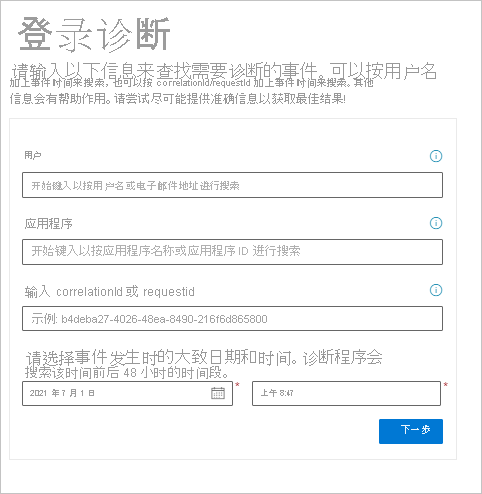 登录诊断
请输入以下信息来查找需要诊断的事件。可以按用户名
加上事件时间来搜索，也可以按 correlationId/requestId 加上事件时间来搜索。其他
信息会有帮助作用。请尝试尽可能提供准确信息以获取最佳结果!
用户
开始键入以按用户名或电子邮件地址进行搜索
应用程序
开始键入以按应用程序名称或应用程序 ID 进行搜索
输入 correlationId 或 requestid
示例: b4deba27-4026-48ea-8490-216f6d865800
请选择事件发生时的大致日期和时间。诊断程序会
搜索该时间前后 48 小时的时间段。
2021 年 7 月 1 日 * 上午 8:47 *
下一步